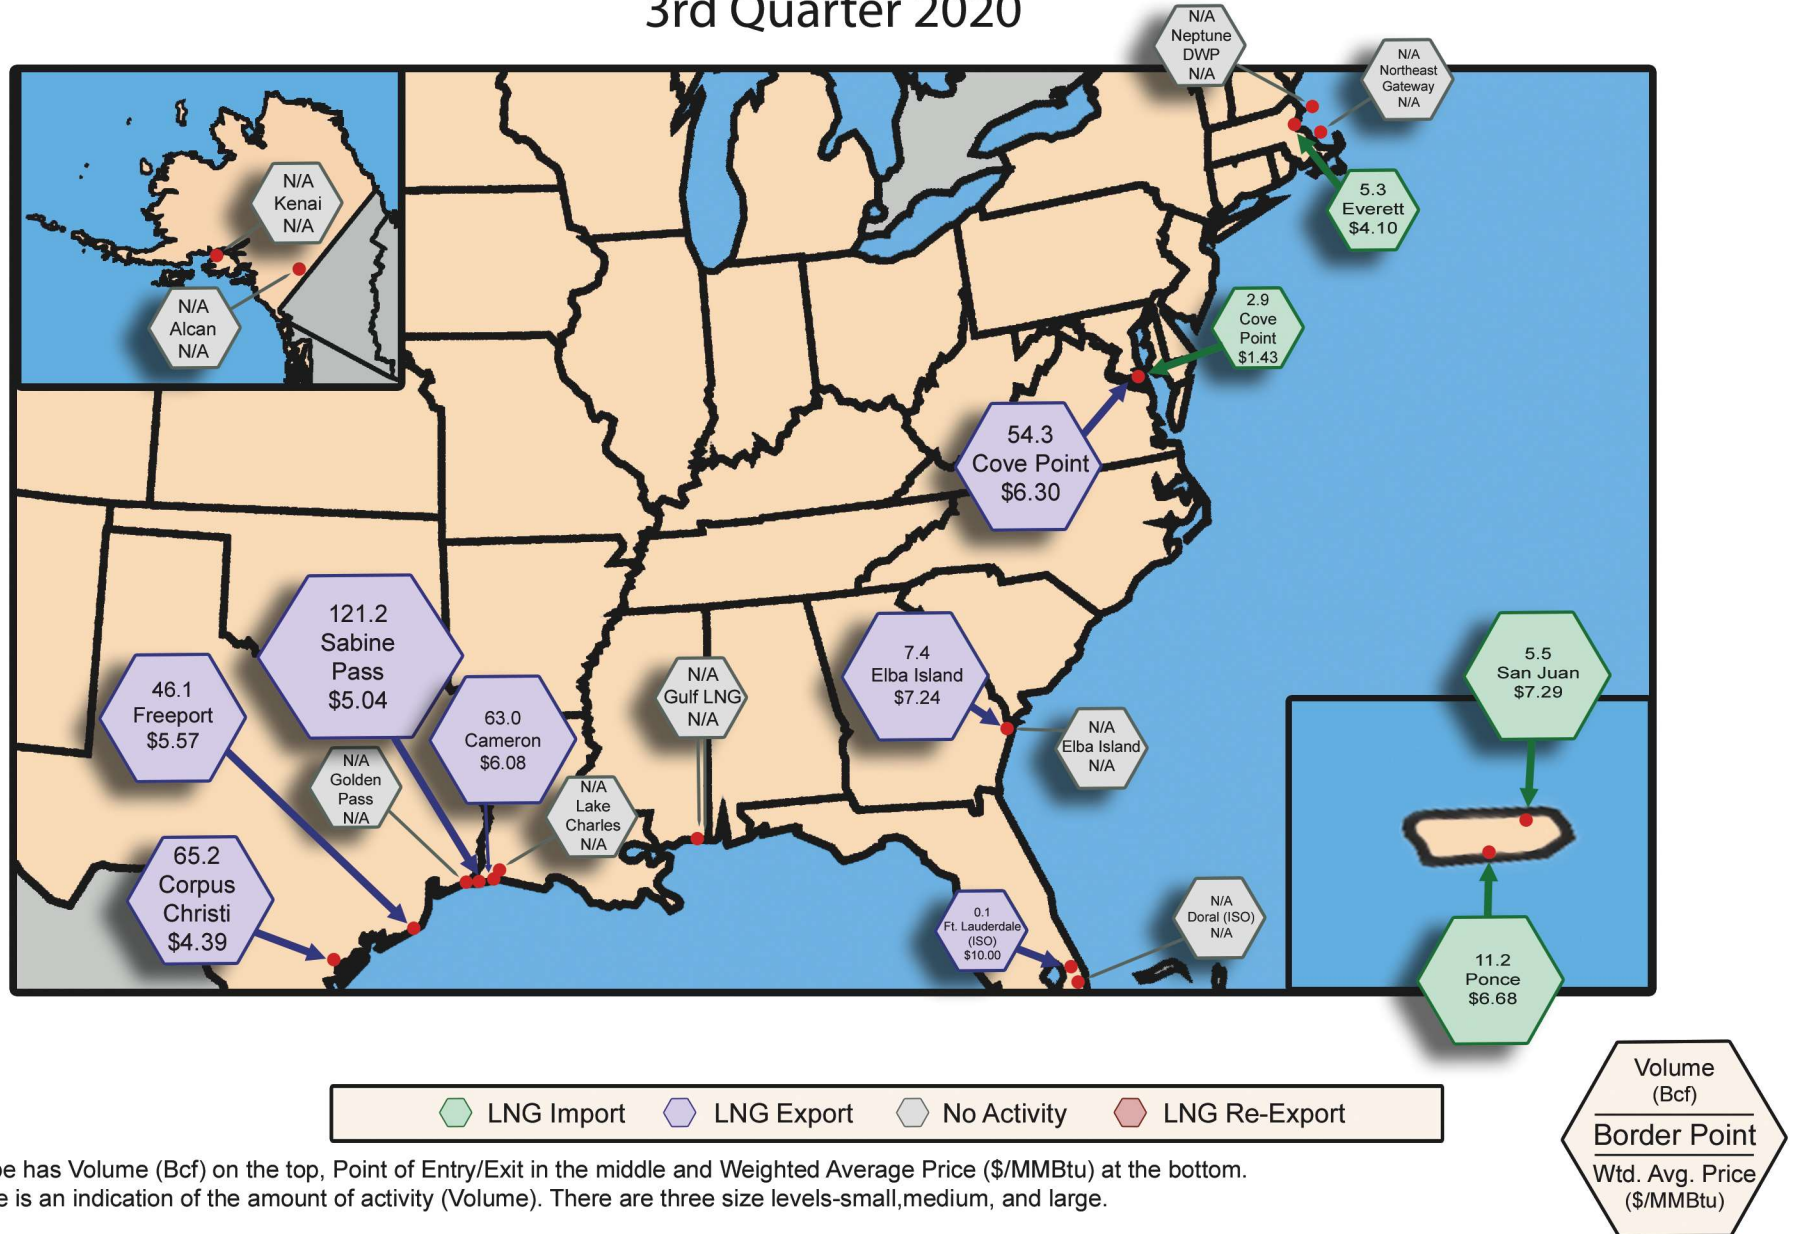 3rd Quarter 2020
N/A
Neptune
DWP
N/A
N/A
Northeast
Gateway
N/A
N/A
Kenai
N/A
N/A
Alcan
N/A
5.3
Everett
$4.10
2.9
Cove
Point
$1.43
54.3
Cove Point
$6.30
121.2
Sabine
Pass
$5.04
46.1
Freeport
$5.57
63.0
Cameron
$6.08
N/A
Golden
Pass
N/A
N/A
Lake
Charles
N/A
N/A
Gulf LNG
N/A
7.4
Elba Island
$7.24
N/A
Elba Island
N/A
5.5
San Juan
$7.29
65.2
Corpus
Christi
$4.39
0.1
Ft. Lauderdale
(ISO)
$10.00
N/A
Doral (ISO)
N/A
11.2
Ponce
$6.68
LNG Import
LNG Export
No Activity
LNG Re-Export
Volume
(Bcf)
Border Point
Wtd. Avg. Price
($/MMBtu)
has Volume (Bcf) on the top, Point of Entry/Exit in the middle and Weighted Average Price ($/MMBtu) at the bottom.
is an indication of the amount of activity (Volume). There are three size levels-small,medium, and large.